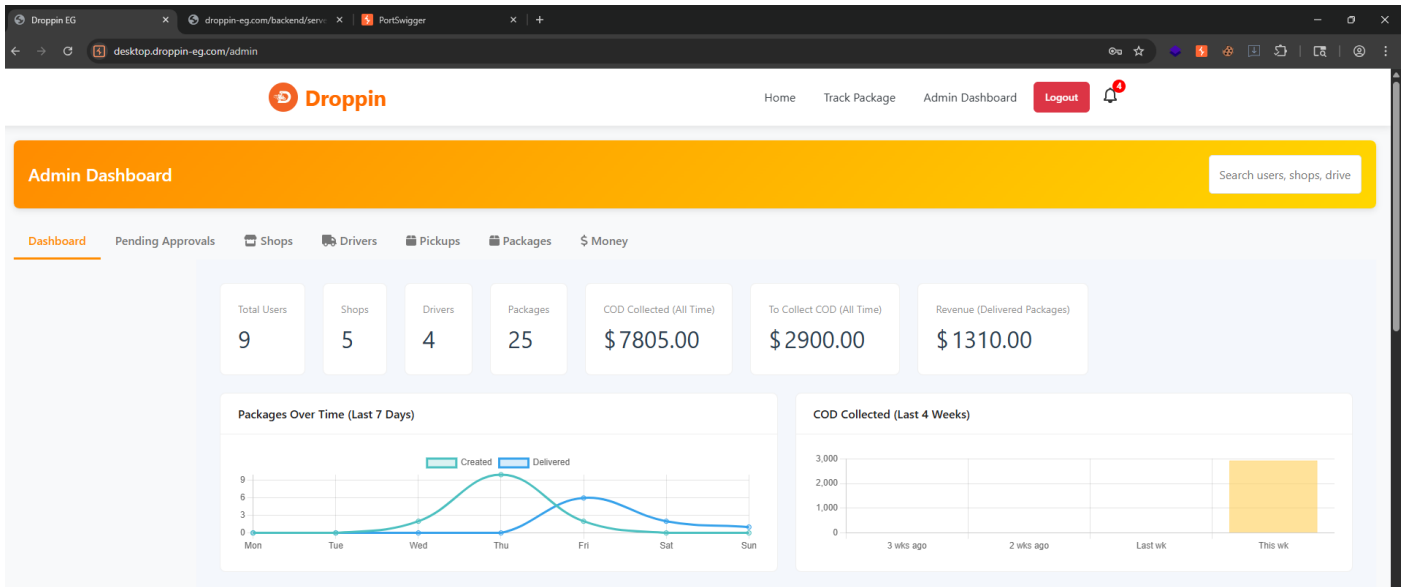 Droppin EG
droppin-eg.com/backend/serve
PortSwigger
desktop.droppin-eg.com/admin
Droppin
Home Track Package Admin Dashboard Logout 4
Admin Dashboard
Search users, shops, drive
Dashboard Pending Approvals Shops Drivers Pickups Packages $ Money
Total Users
9
Shops
5
Drivers
4
Packages
25
COD Collected (All Time)
$7805.00
To Collect COD (All Time)
$2900.00
Revenue (Delivered Packages)
$1310.00
Packages Over Time (Last 7 Days)
Created Delivered
9
6
3
0
Mon Tue Wed Thu Fri Sat Sun
COD Collected (Last 4 Weeks)
3,000
2,000
1,000
0
3 wks ago 2 wks ago Last wk This wk